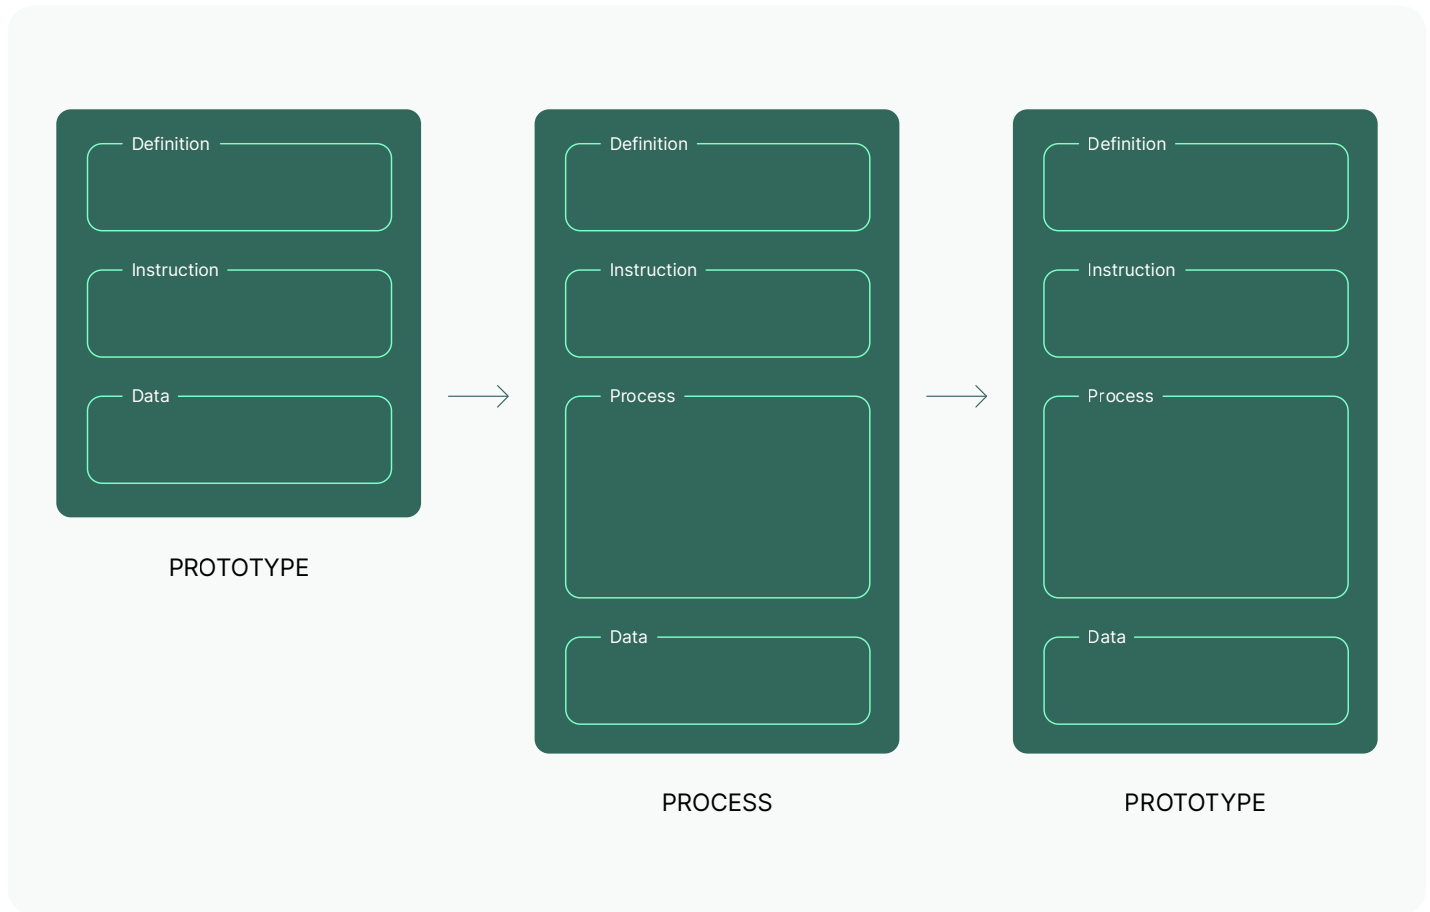 Definition
Instruction
Data
PROTOTYPE
Definition
Instruction
Process
Data
PROCESS
Definition
Instruction
Process
Data
PROTOTYPE